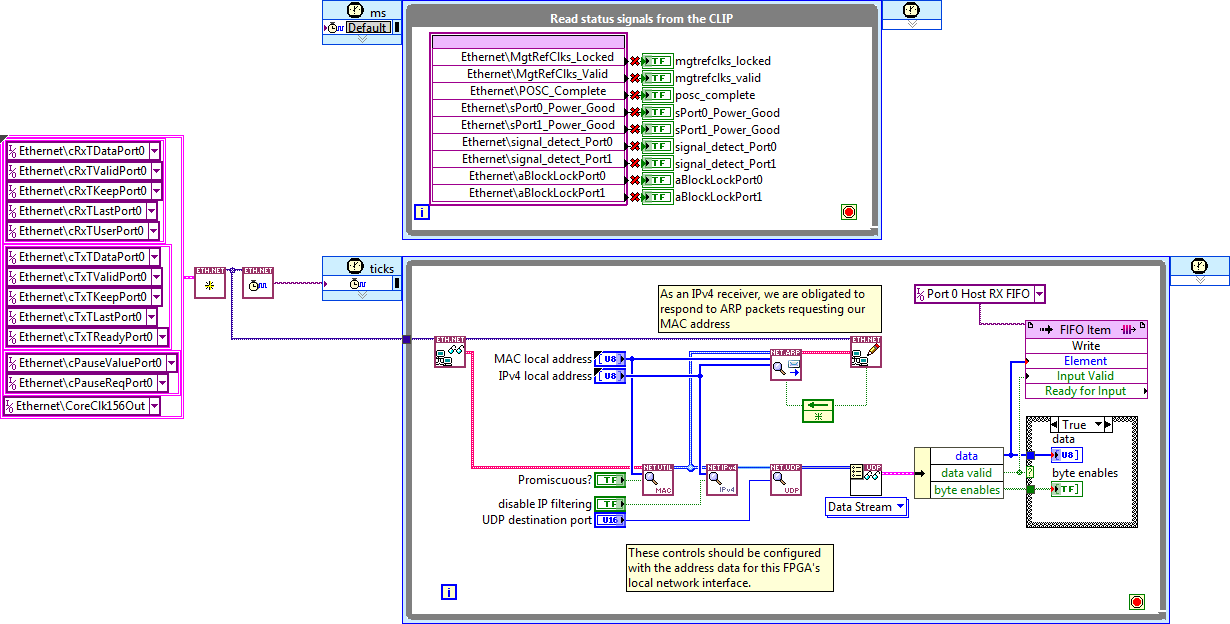 ms
Default
Read status signals from the CLIP
Ethernet\MgtRefClks_Locked
mgtrefclks_locked
Ethernet\MgtRefClks_Valid
mgtrefclks_valid
Ethernet\POSC_Complete
posc_complete
Ethernet\sPort0_Power_Good
sPort0_Power_Good
Ethernet\sPort1_Power_Good
sPort1_Power_Good
Ethernet\signal_detect_Port0
signal_detect_Port0
Ethernet\signal_detect_Port1
signal_detect_Port1
Ethernet\aBlockLockPort0
aBlockLockPort0
Ethernet\aBlockLockPort1
aBlockLockPort1
TF
TF
TF
TF
TF
TF
TF
TF
TF
i
Ethernet\cRxTDataPort0
Ethernet\cRxTValidPort0
Ethernet\cRxTKeepPort0
Ethernet\cRxTLastPort0
Ethernet\cRxTUserPort0
Ethernet\cTxTDataPort0
Ethernet\cTxTValidPort0
Ethernet\cTxTKeepPort0
Ethernet\cTxTLastPort0
Ethernet\cTxTReadyPort0
Ethernet\cPauseValuePort0
Ethernet\cPauseReqPort0
Ethernet\CoreClk156Out
ETH.NET
ETH.NET
ticks
As an IPv4 receiver, we are obligated to
respond to ARP packets requesting our
MAC address
Port 0 Host RX FIFO
FIFO Item
Write
Element
Input Valid
Ready for Input
ETH.NET
MAC local address
U8
IPv4 local address
U8
NET.ARP
ETH.NET
True
data
U8
byte enables
TF
data
data valid
byte enables
NET.UTIL
MAC
NET.IPv4
IPv4
NET.UDP
UDP
UDP
Data Stream
Promiscuous?
TF
disable IP filtering
TF
UDP destination port
U16
These controls should be configured
with the address data for this FPGA's
local network interface.
i